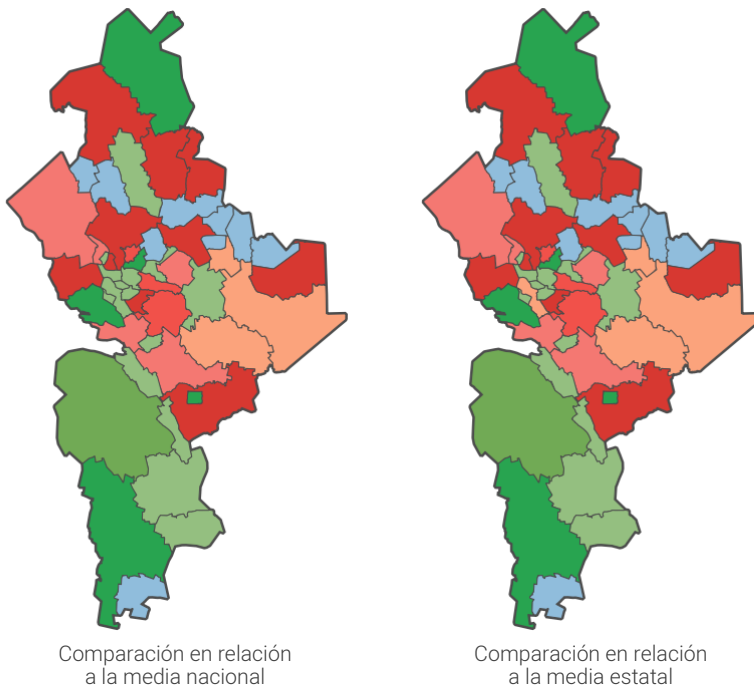 Comparación en relación
a la media nacional
Comparación en relación
a la media estatal